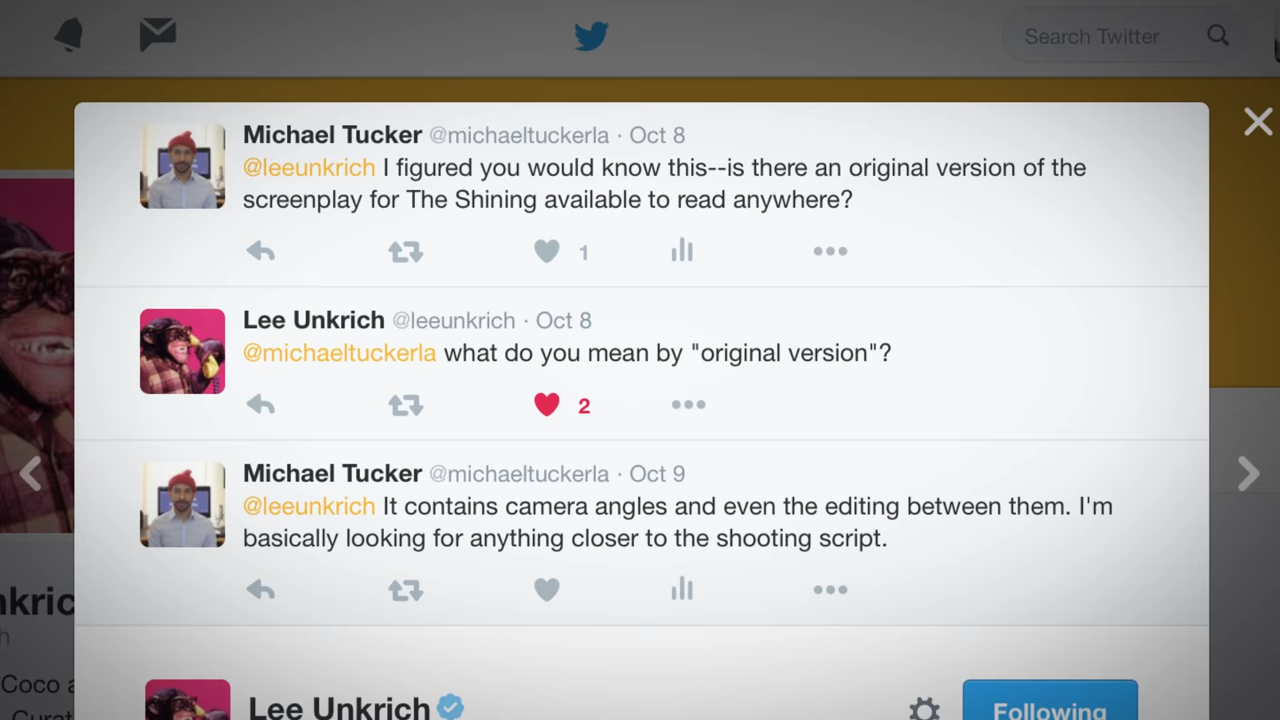 Search Twitter
Michael Tucker @michaeltuckerla · Oct 8
@leeunkrich I figured you would know this--is there an original version of the
screenplay for The Shining available to read anywhere?
1
Lee Unkrich @leeunkrich · Oct 8
@michaeltuckerla what do you mean by "original version"?
2
Michael Tucker @michaeltuckerla · Oct 9
@leeunkrich It contains camera angles and even the editing between them. I'm
basically looking for anything closer to the shooting script.
nkric
h
Coco a
Curat
Lee Unkrich
Following